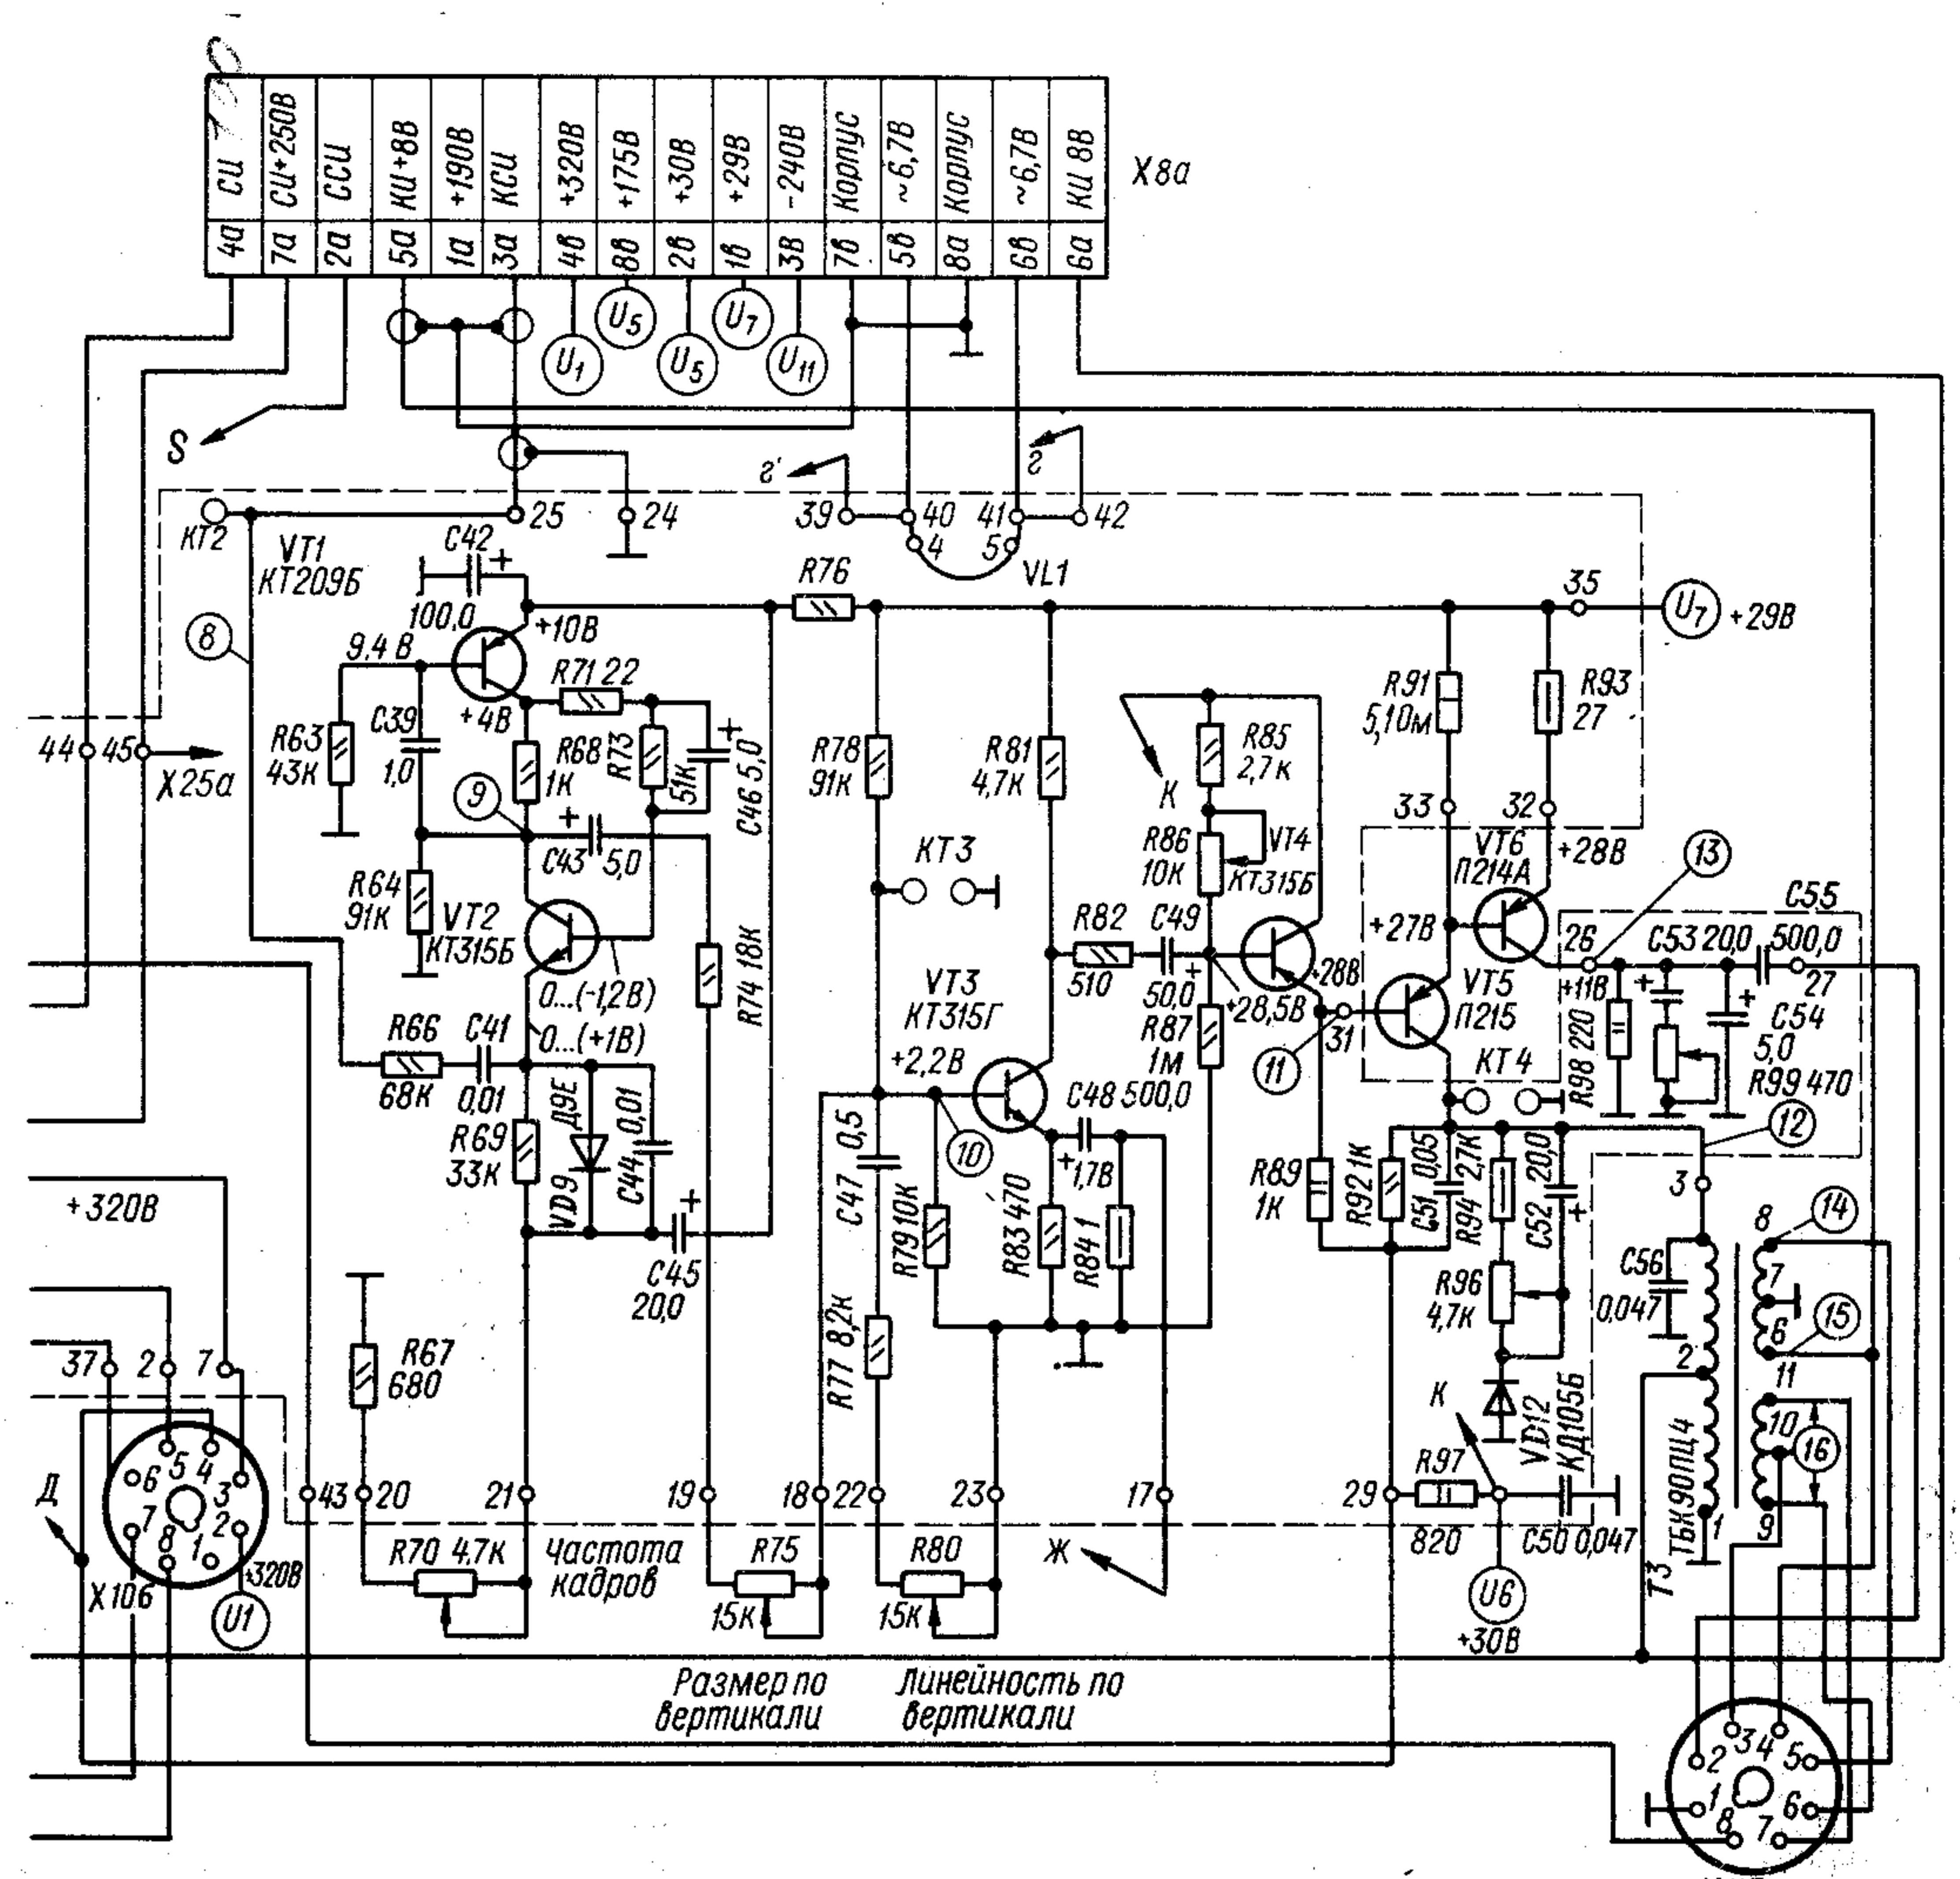 СИ
СИ+250В
ССИ
КИ+8В
+190В
КСИ
+320В
+175В
+30В
+29В
-240В
Корпус
~6,7В
Корпус
~6,7В
КИ 8В
X8а
4а
7а
2а
5а
1а
3а
4в
8в
2в
1в
3В
7в
5в
8а
6в
6а
U1
U5
U5
U7
U11
S
г'
г
КТ2
25
24
39
40
41
42
4
5
VL1
VT1
КТ209Б
C42
100,0
+
R76
35
U7
+29В
8
9,4 В
+10В
+4В
R71 22
R63
43К
C39
1,0
R68
1К
R73
51К
+
C46 5,0
R78
91К
R81
4,7К
К
R85
2,7К
R91
5,1Ом
R93
27
44
45
X25а
9
+
C43
5,0
КТ3
R86
10К
VT4
КТ315Б
33
32
VT6
П214А
+28В
13
R64
91К
VT2
КТ315Б
R74 18К
R82
510
C49
50,0
+
+28,5В
+28В
+27В
VT5
П215
26
+11В
C53 20,0
C55
500,0
27
0...(-1,2В)
0...(+1В)
VT3
КТ315Г
+2,2В
R87
1М
11
31
КТ4
R98 220
+
+
C54
5,0
R99 470
R66
68К
C41
0,01
R69
33К
Д9Е
VD9
C44
0,01
10
C48 500,0
+
1,7В
C47 0,5
R79 10К
R83 470
R84 1
R89
1К
R92 1К
C51 0,05
R94 2,7К
C52 20,0
+
12
3
+320В
+
C45
20,0
R67
680
R77 8,2К
R96
4,7К
VD12
КД105Б
C56
0,047
2
1
8
14
7
6
15
11
10
16
9
ТБК90ПЦ4
Т3
37
2
7
5
4
6
3
7
2
8
1
Д
X10б
+320В
U1
43
20
21
19
18
22
23
17
29
R97
820
К
C50 0,047
R70 4,7К
Частота
кадров
R75
15К
R80
15К
Ж
U6
+30В
Размер по
вертикали
Линейность по
вертикали
3
4
2
5
1
6
8
7